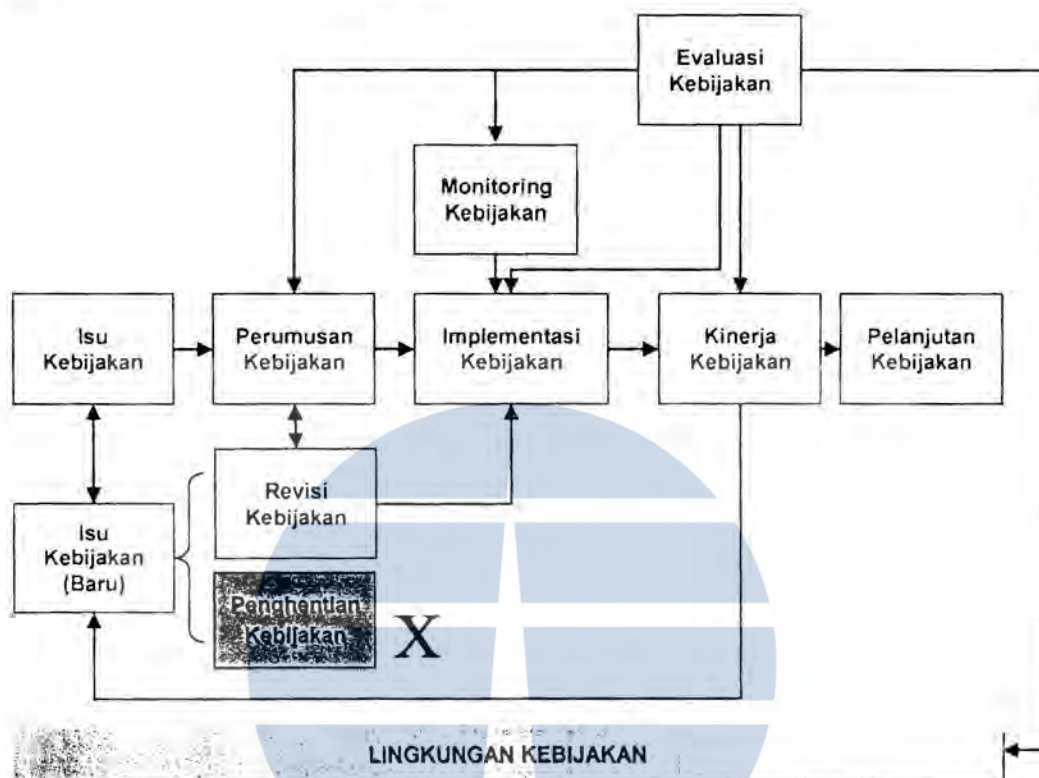 Evaluasi
Kebijakan
Monitoring
Kebijakan
Isu
Kebijakan
Perumusan
Kebijakan
Implementasi
Kebijakan
Kinerja
Kebijakan
Pelanjutan
Kebijakan
Revisi
Kebijakan
Isu
Kebijakan
(Baru)
Penghentian
Kebijakan
X
LINGKUNGAN KEBIJAKAN